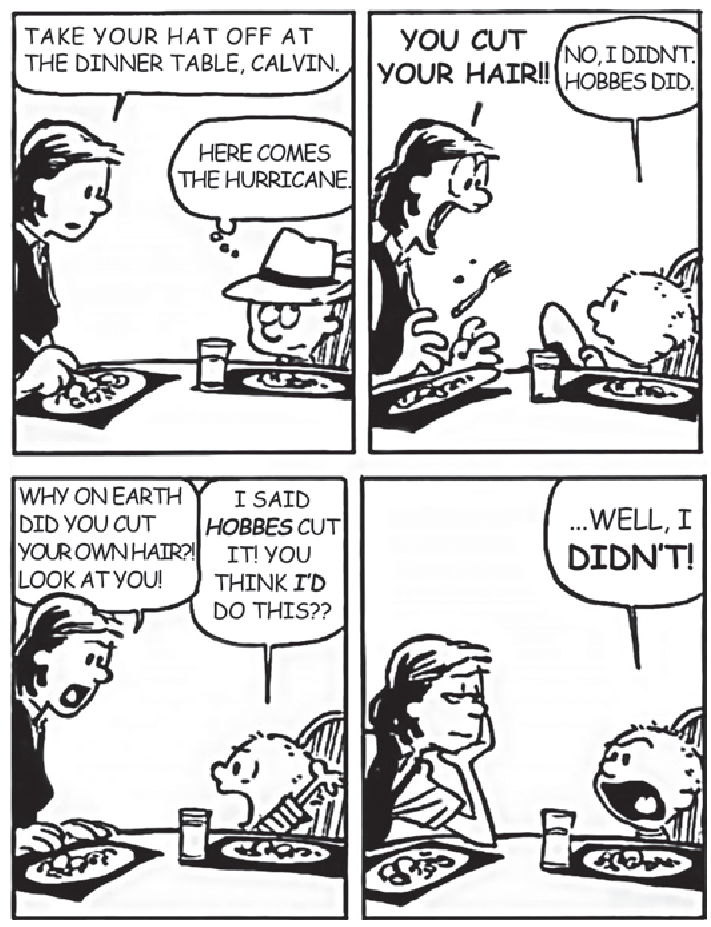 TAKE YOUR HAT OFF AT
THE DINNER TABLE, CALVIN.
HERE COMES
THE HURRICANE.
YOU CUT
YOUR HAIR!!
NO, I DIDN'T.
HOBBES DID.
WHY ON EARTH
DID YOU CUT
YOUR OWN HAIR?!
LOOK AT YOU!
I SAID
HOBBES CUT
IT! YOU
THINK I'D
DO THIS??
...WELL, I
DIDN'T!